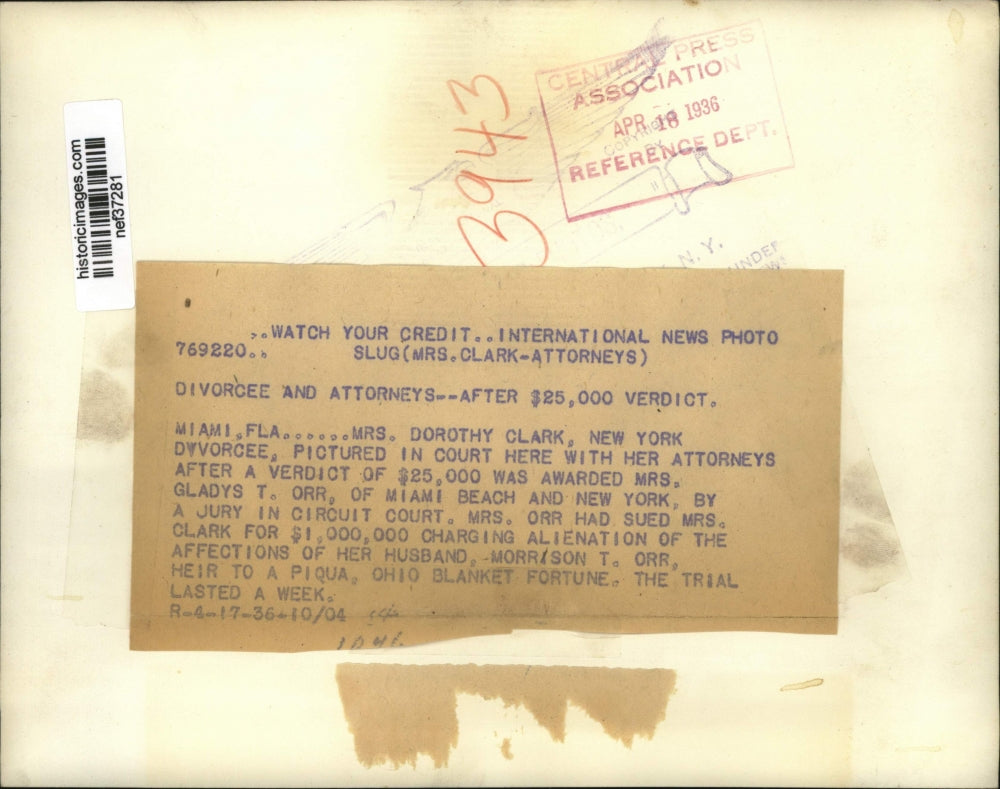 CENTRAL PRESS
ASSOCIATION
APR 18 1936
COPYRIGHT
BY
REFERENCE DEPT.
3943
historicimages.com
nef37281
N. Y.
UNDER
..WATCH YOUR CREDIT..INTERNATIONAL NEWS PHOTO
769220.. SLUG(MRS.CLARK-ATTORNEYS)
DIVORCEE AND ATTORNEYS--AFTER $25,000 VERDICT.
MIAMI,FLA......MRS. DOROTHY CLARK, NEW YORK
DVVORCEE, PICTURED IN COURT HERE WITH HER ATTORNEYS
AFTER A VERDICT OF $25,000 WAS AWARDED MRS.
GLADYS T. ORR, OF MIAMI BEACH AND NEW YORK, BY
A JURY IN CIRCUIT COURT. MRS. ORR HAD SUED MRS.
CLARK FOR $1,000,000 CHARGING ALIENATION OF THE
AFFECTIONS OF HER HUSBAND, MORRISON T. ORR,
HEIR TO A PIQUA, OHIO BLANKET FORTUNE. THE TRIAL
LASTED A WEEK.
R-4-17-36-10/04